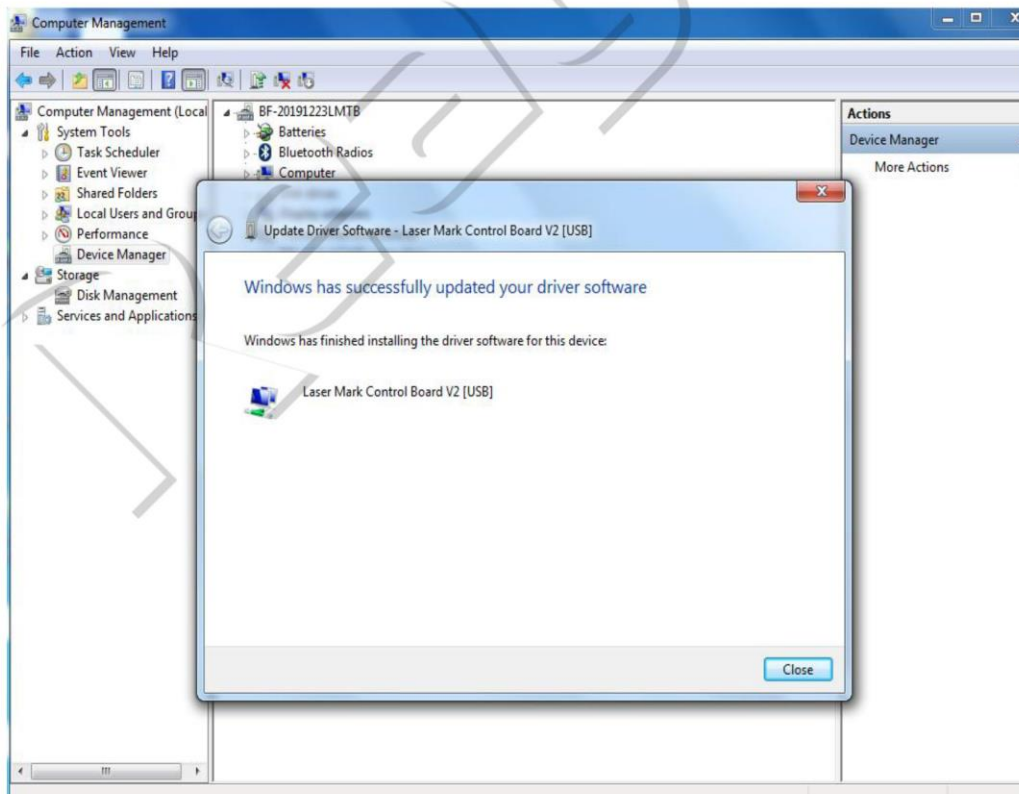 Computer Management
File Action View Help
Computer Management (Local
System Tools
Task Scheduler
Event Viewer
Shared Folders
Local Users and Group
Performance
Device Manager
Storage
Disk Management
Services and Applications
BF-20191223LMTB
Batteries
Bluetooth Radios
Computer
Actions
Device Manager
More Actions
Update Driver Software - Laser Mark Control Board V2 [USB]
Windows has successfully updated your driver software
Windows has finished installing the driver software for this device:
Laser Mark Control Board V2 [USB]
Close